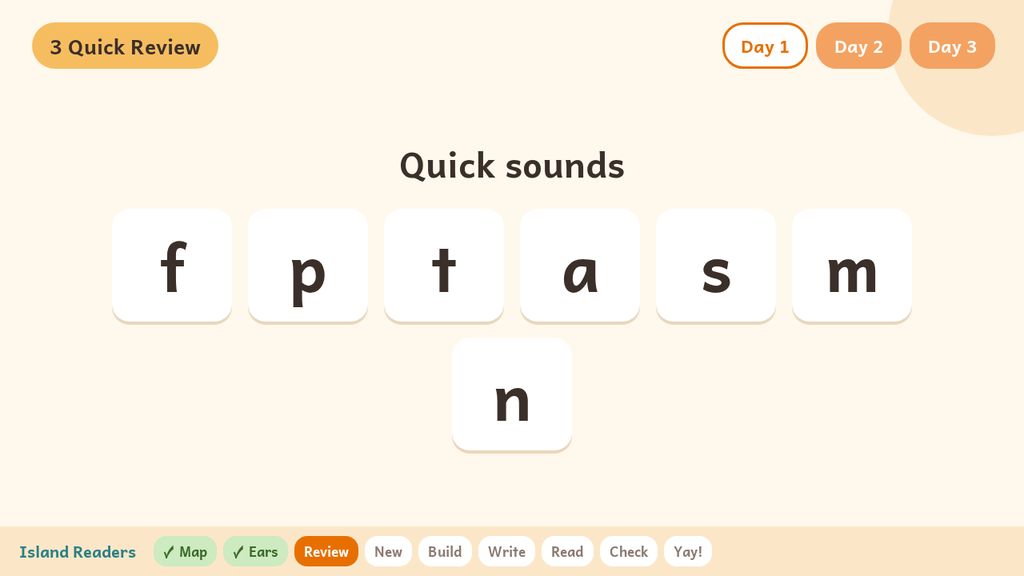 3 Quick Review
Day 1 Day 2 Day 3
Quick sounds
f p t a s m
n
Island Readers ✓ Map ✓ Ears Review New Build Write Read Check Yay!